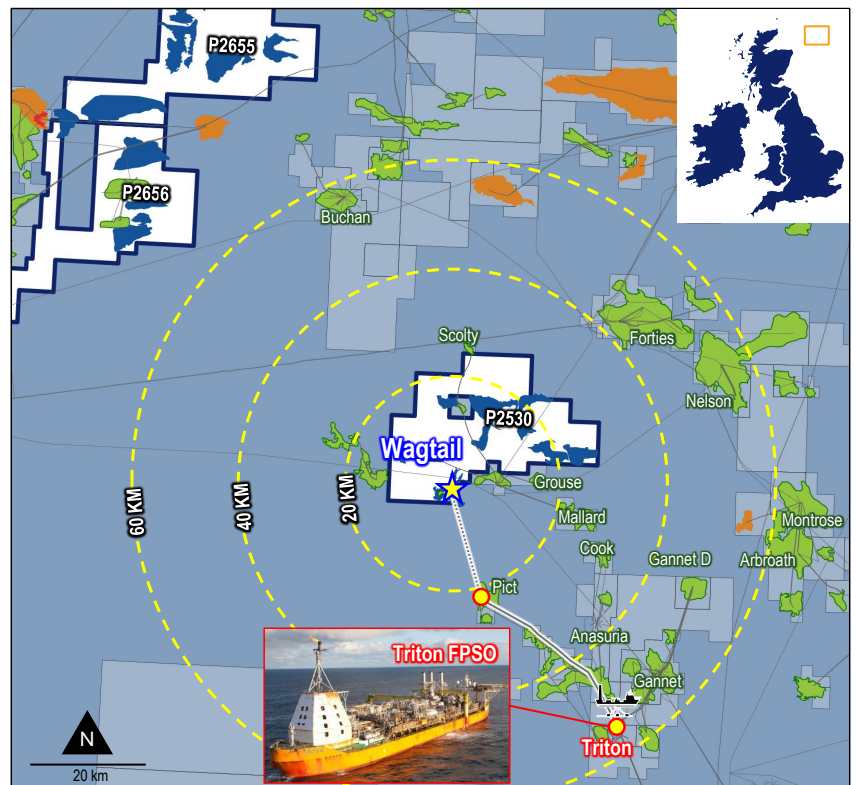 P2655
P2656
Buchan
Scolty
Forties
Nelson
P2530
Wagtail
60 KM
40 KM
20 KM
Grouse
Mallard
Montrose
Cook
Gannet D
Arbroath
Pict
Anasuria
Triton FPSO
Gannet
N
Triton
20 km